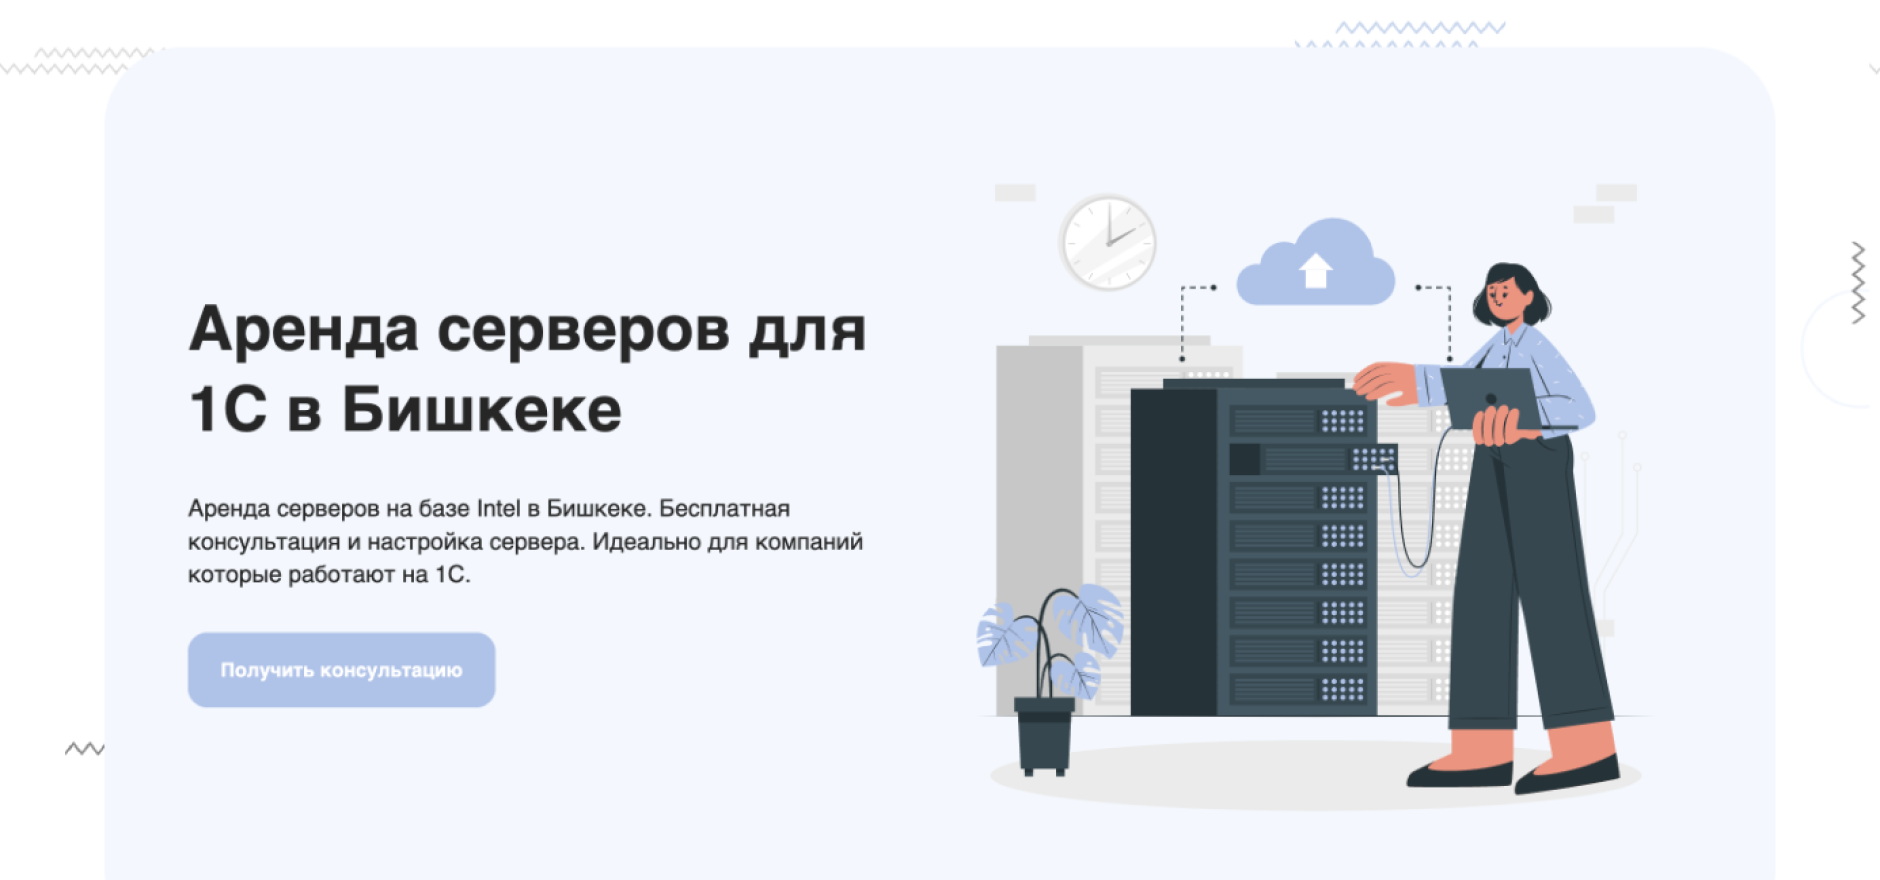 Аренда серверов для
1С в Бишкеке
Аренда серверов на базе Intel в Бишкеке. Бесплатная
консультация и настройка сервера. Идеально для компаний
которые работают на 1С.
Получить консультацию